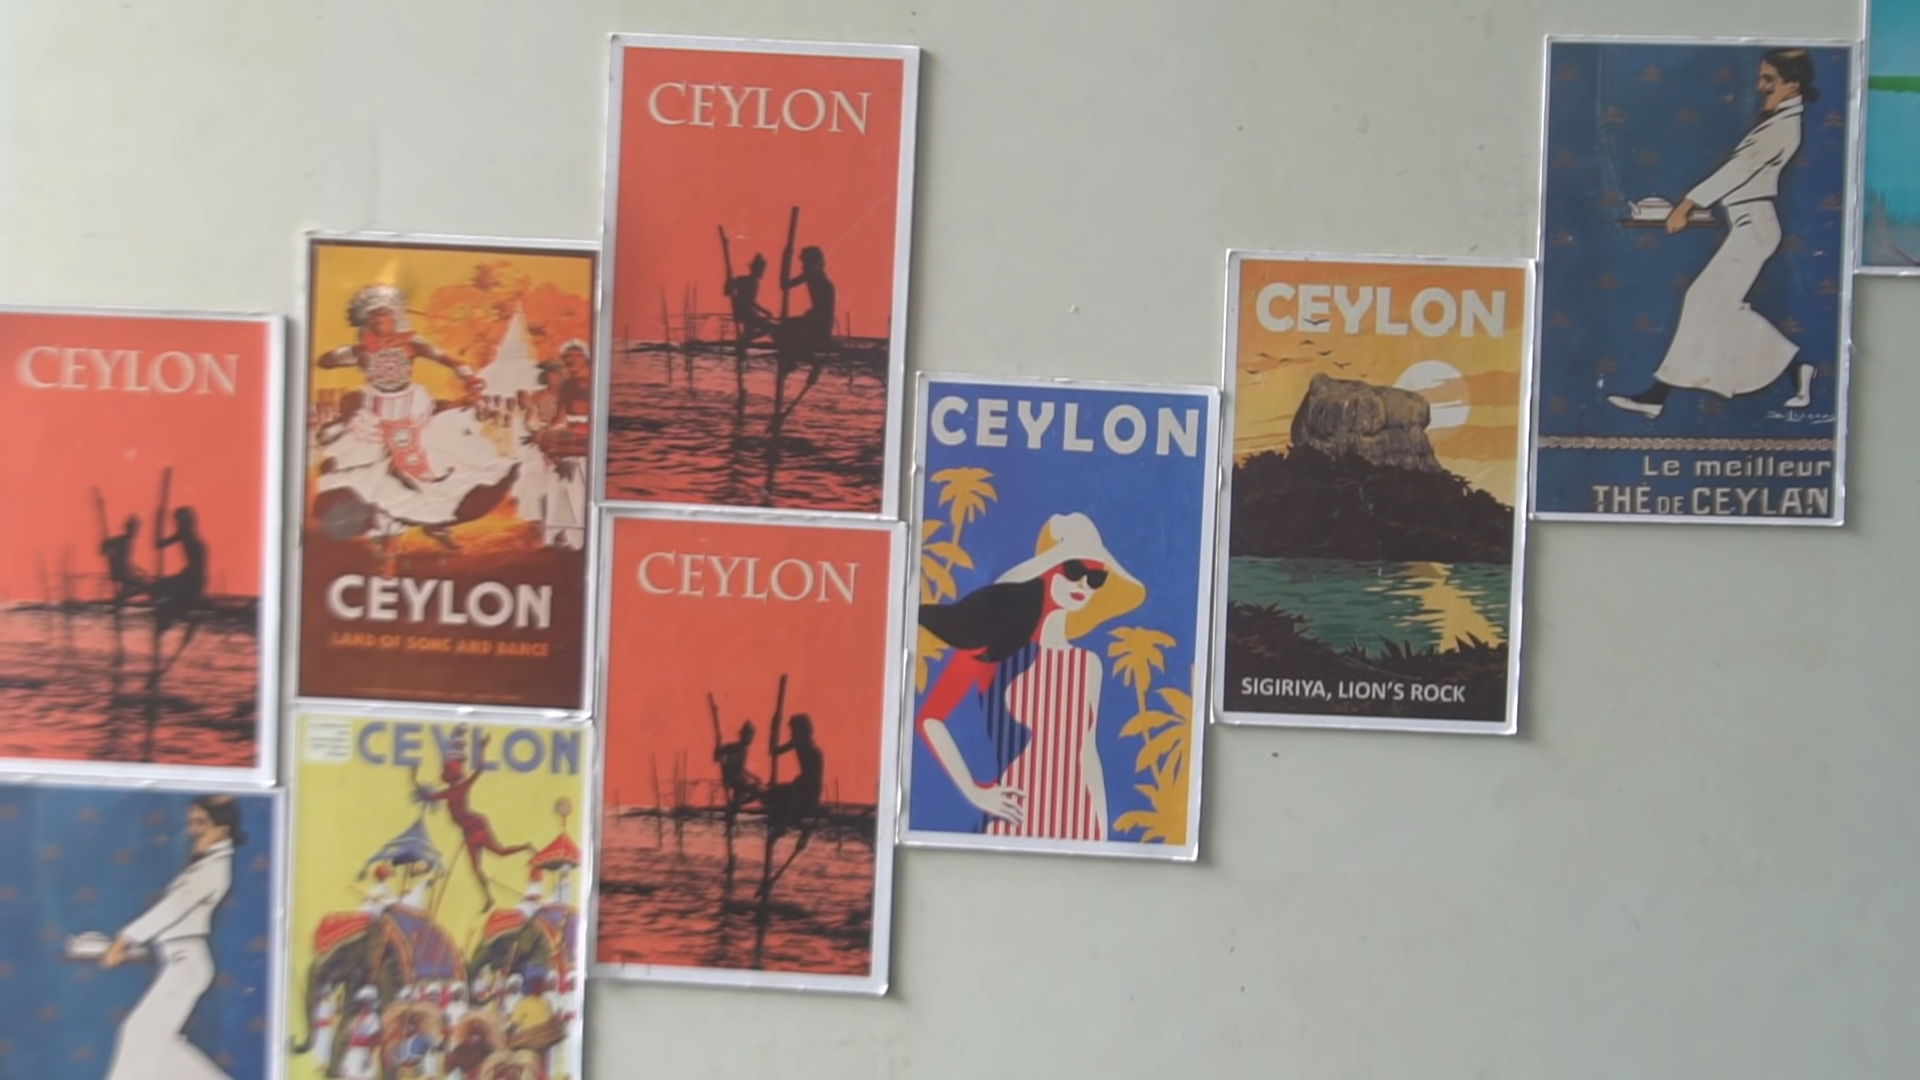 CEYLON
CEYLON
LAND OF SONG AND DANCE
CEYLON
CEYLON
CEYLON
CEYLON
CEYLON
SIGIRIYA, LION'S ROCK
Le meilleur
THÉ DE CEYLAN